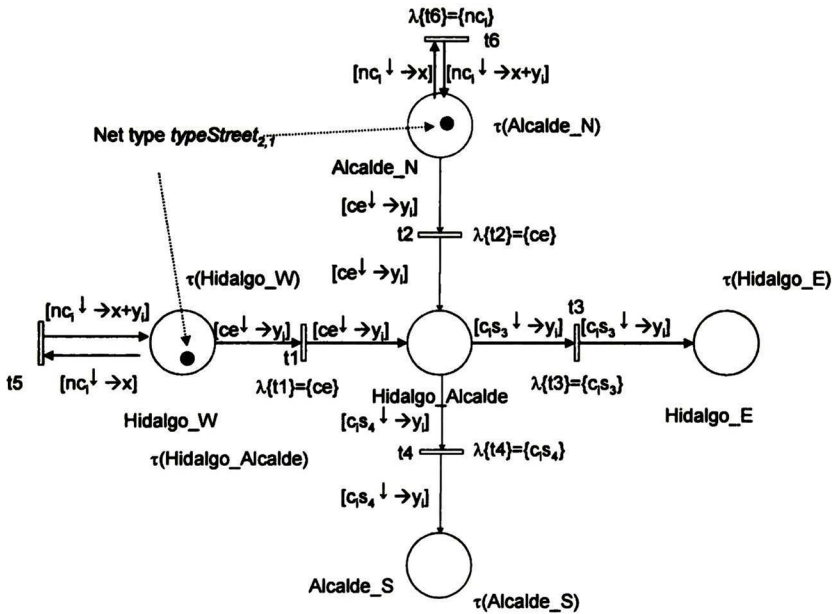 λ{t6}={ncᵢ}
t6
[ncᵢ↓→x] [ncᵢ↓→x+yᵢ]
Net type typeStreet₂,₁
τ(Alcalde_N)
Alcalde_N
[ce↓→yᵢ]
t2 λ{t2}={ce}
[ce↓→yᵢ]
τ(Hidalgo_W)
τ(Hidalgo_E)
[ncᵢ↓→x+yᵢ]
[ce↓→yᵢ] [ce↓→yᵢ]
[cᵢs₃↓→yᵢ] t3 [cᵢs₃↓→yᵢ]
t5 [ncᵢ↓→x]
t1
λ{t1}={ce}
Hidalgo_Alcalde
λ{t3}={cᵢs₃}
Hidalgo_W
Hidalgo_E
[cᵢs₄↓→yᵢ]
τ(Hidalgo_Alcalde)
t4 λ{t4}={cᵢs₄}
[cᵢs₄↓→yᵢ]
Alcalde_S
τ(Alcalde_S)